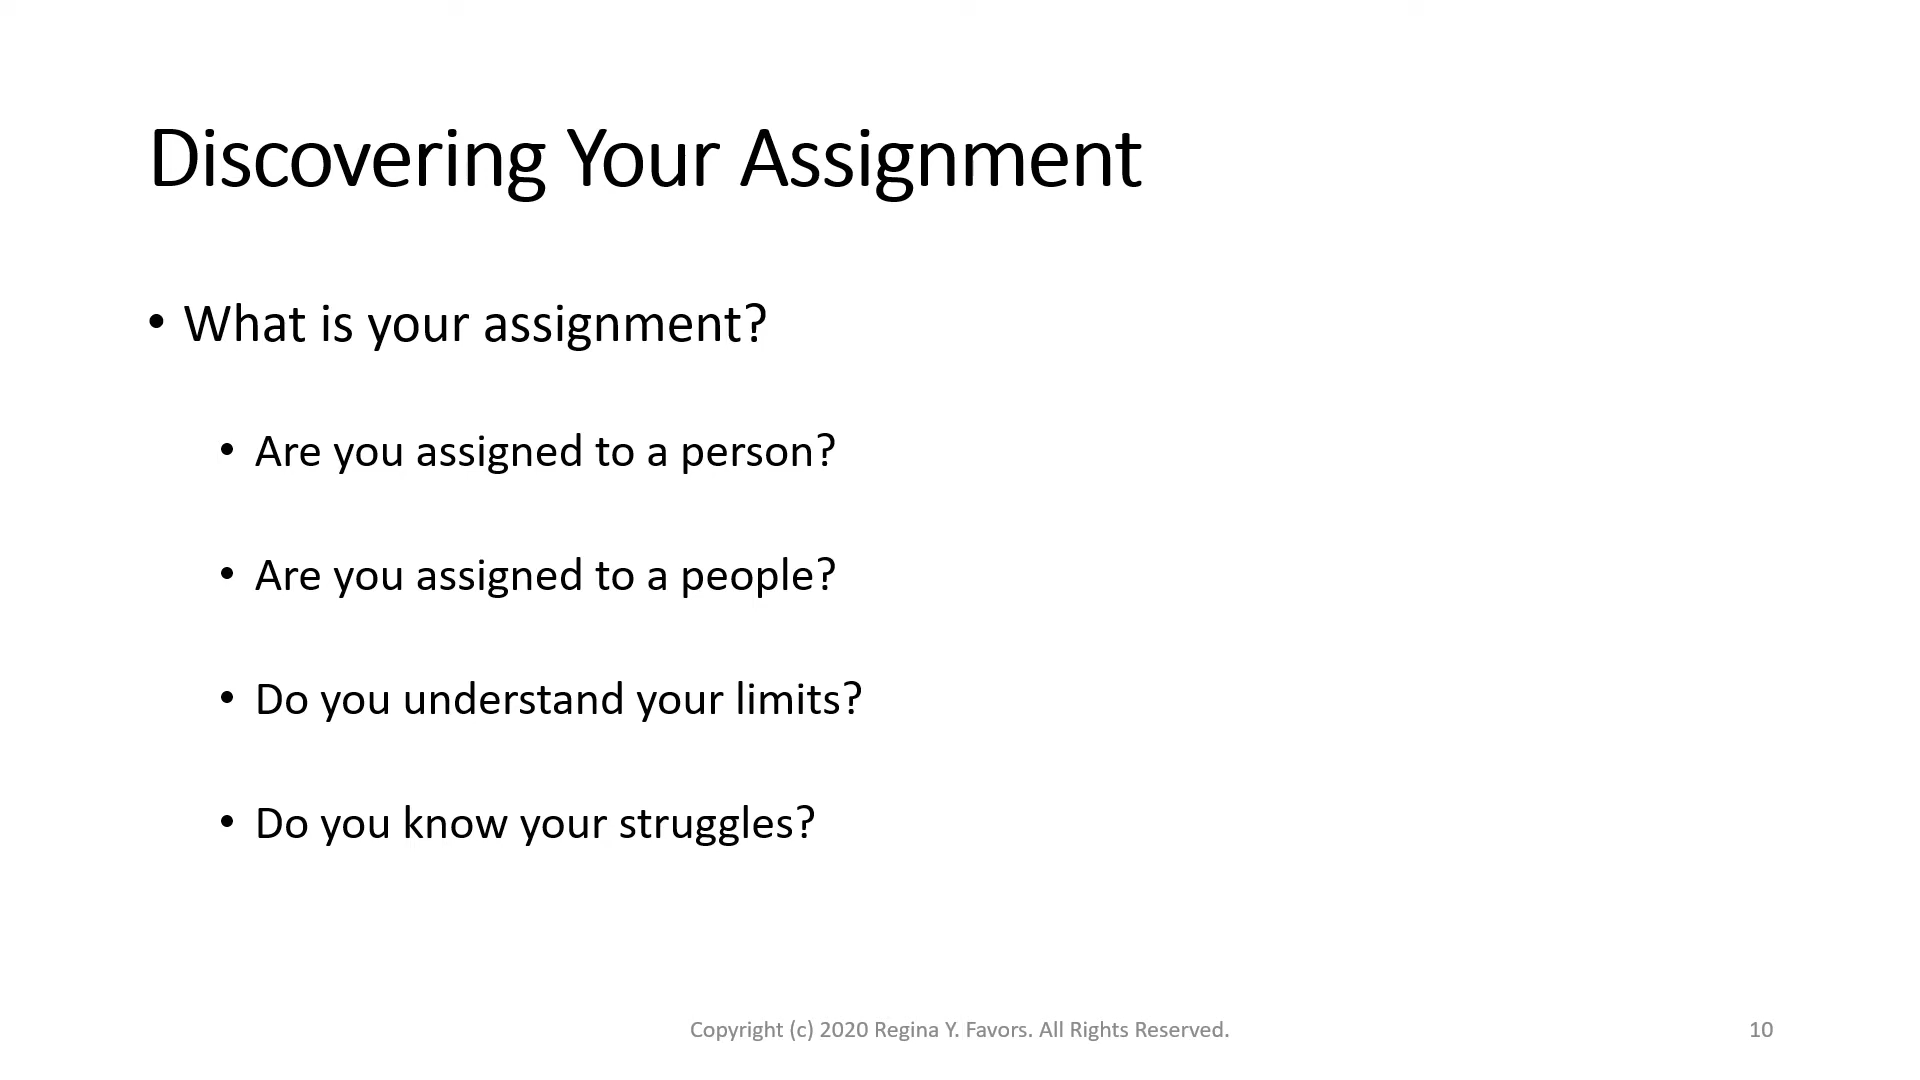 Discovering Your Assignment
• What is your assignment?
• Are you assigned to a person?
• Are you assigned to a people?
• Do you understand your limits?
• Do you know your struggles?
Copyright (c) 2020 Regina Y. Favors. All Rights Reserved.
10